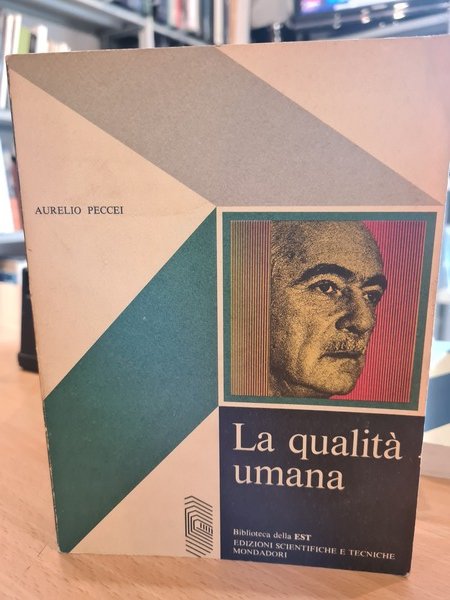 AURELIO PECCEI
La qualità
umana
Biblioteca della EST
EDIZIONI SCIENTIFICHE E TECNICHE
MONDADORI